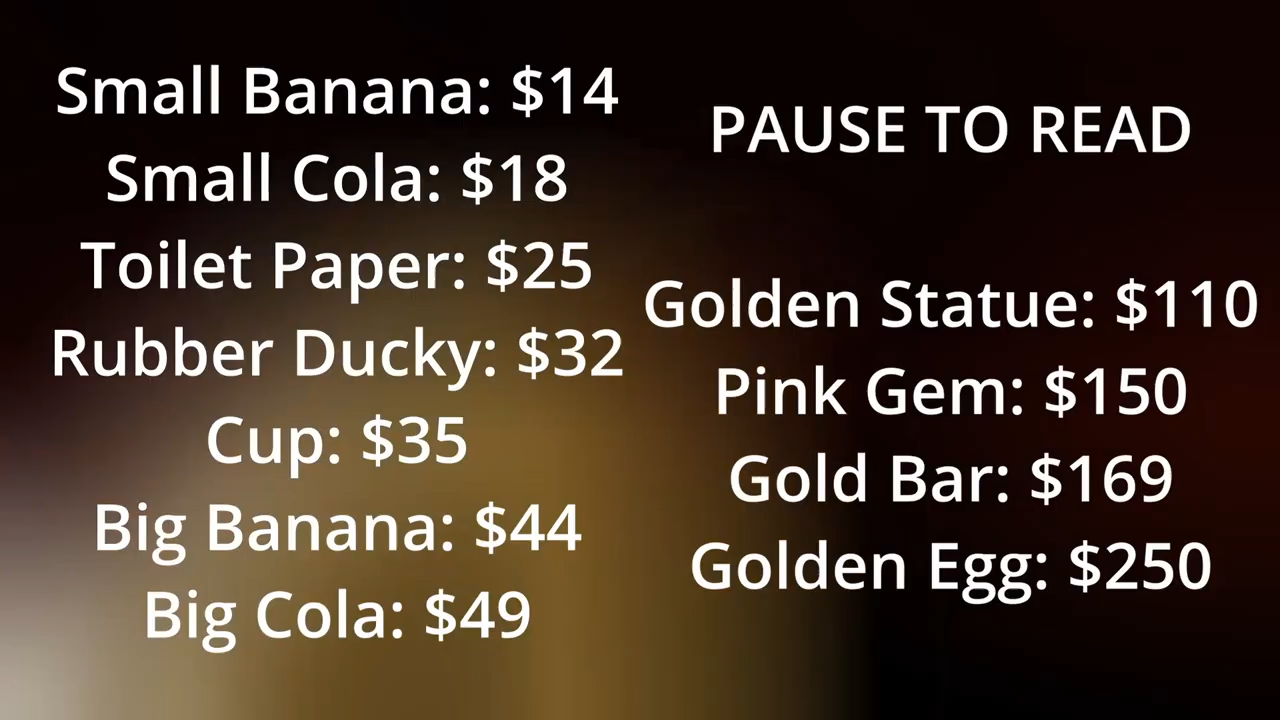 Small Banana: $14
Small Cola: $18
Toilet Paper: $25
Rubber Ducky: $32
Cup: $35
Big Banana: $44
Big Cola: $49
PAUSE TO READ
Golden Statue: $110
Pink Gem: $150
Gold Bar: $169
Golden Egg: $250